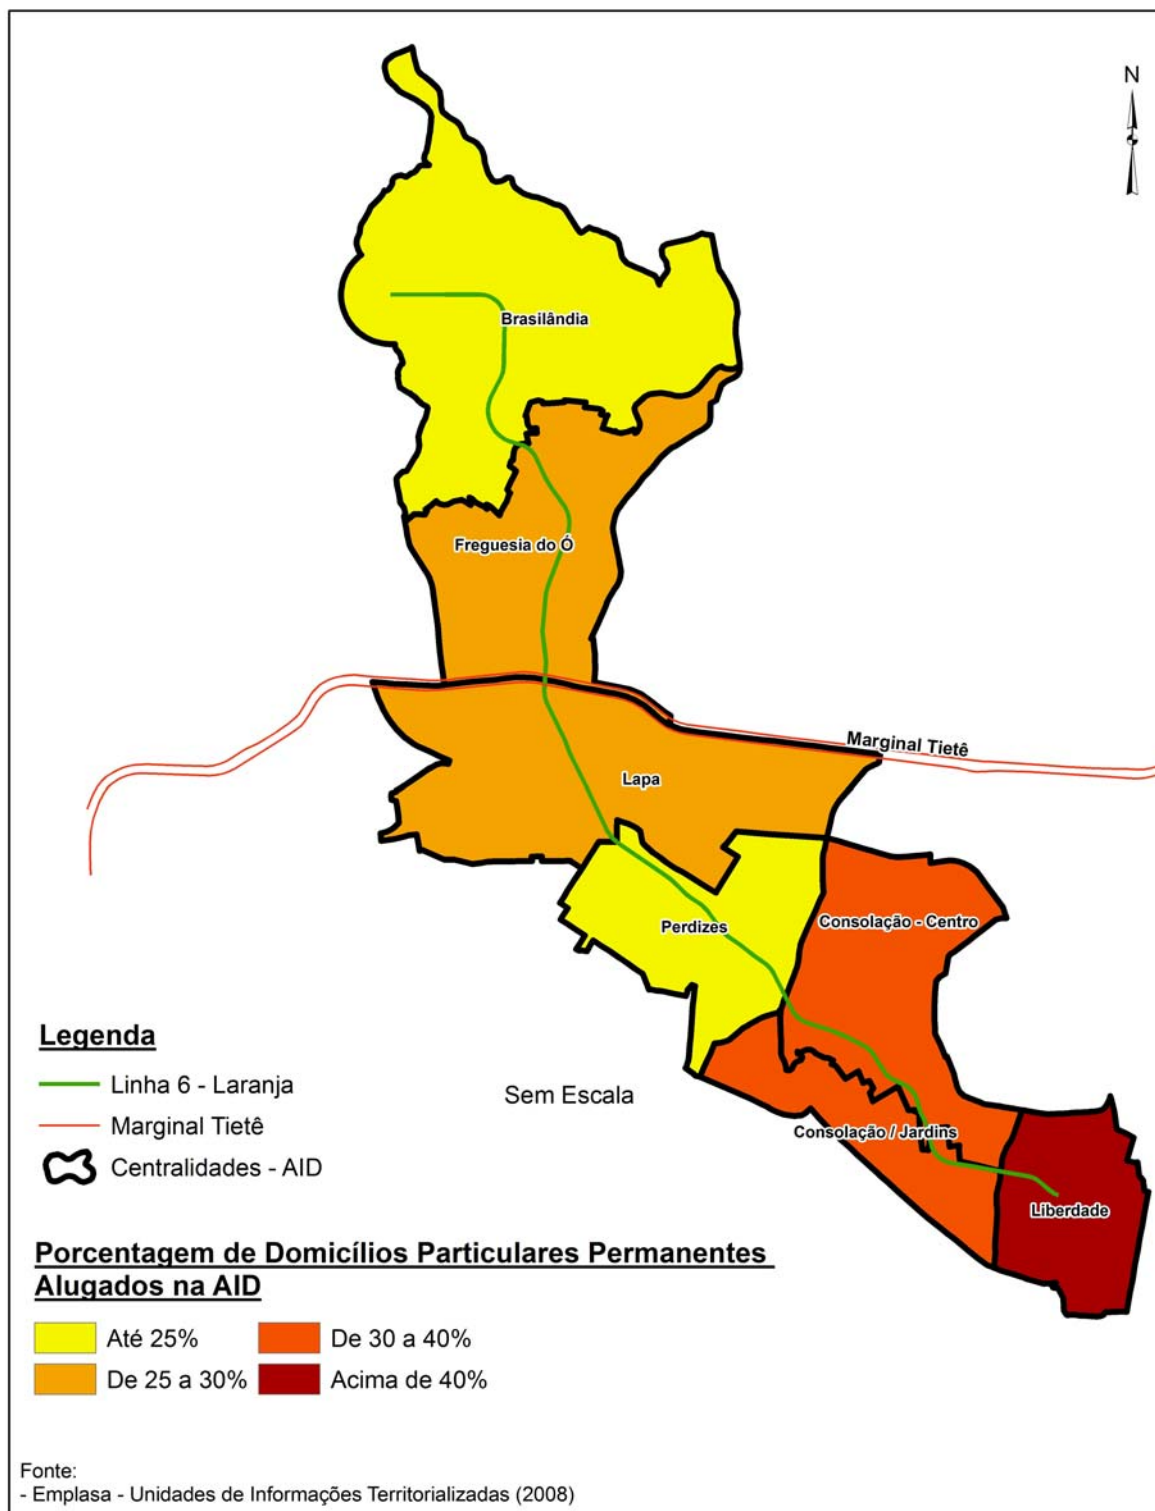 N
Brasilândia
Freguesia do Ó
Marginal Tietê
Lapa
Perdizes
Consolação - Centro
Legenda
Linha 6 - Laranja
Sem Escala
Marginal Tietê
Consolação / Jardins
Centralidades - AID
Liberdade
Porcentagem de Domicílios Particulares Permanentes
Alugados na AID
Até 25%
De 30 a 40%
De 25 a 30%
Acima de 40%
Fonte:
- Emplasa - Unidades de Informações Territorializadas (2008)